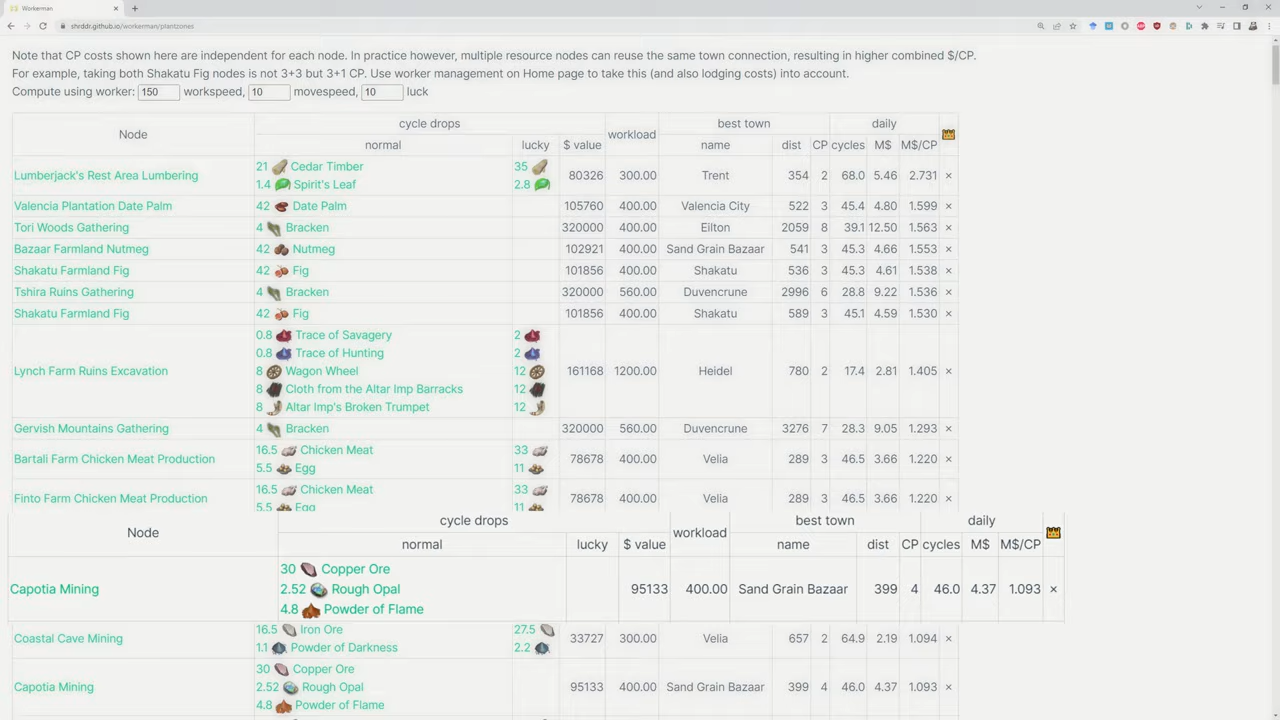 Workerman
shrddr.github.io/workerman/plantzones
Note that CP costs shown here are independent for each node. In practice however, multiple resource nodes can reuse the same town connection, resulting in higher combined $/CP.
For example, taking both Shakatu Fig nodes is not 3+3 but 3+1 CP. Use worker management on Home page to take this (and also lodging costs) into account.
Compute using worker: 150 workspeed, 10 movespeed, 10 luck
Node cycle drops workload best town daily
normal lucky $ value name dist CP cycles M$ M$/CP
Lumberjack's Rest Area Lumbering 21 Cedar Timber 35 80326 300.00 Trent 354 2 68.0 5.46 2.731 ×
1.4 Spirit's Leaf 2.8
Valencia Plantation Date Palm 42 Date Palm 105760 400.00 Valencia City 522 3 45.4 4.80 1.599 ×
Tori Woods Gathering 4 Bracken 320000 400.00 Eilton 2059 8 39.1 12.50 1.563 ×
Bazaar Farmland Nutmeg 42 Nutmeg 102921 400.00 Sand Grain Bazaar 541 3 45.3 4.66 1.553 ×
Shakatu Farmland Fig 42 Fig 101856 400.00 Shakatu 536 3 45.3 4.61 1.538 ×
Tshira Ruins Gathering 4 Bracken 320000 560.00 Duvencrune 2996 6 28.8 9.22 1.536 ×
Shakatu Farmland Fig 42 Fig 101856 400.00 Shakatu 589 3 45.1 4.59 1.530 ×
0.8 Trace of Savagery 2
0.8 Trace of Hunting 2
Lynch Farm Ruins Excavation 8 Wagon Wheel 12 161168 1200.00 Heidel 780 2 17.4 2.81 1.405 ×
8 Cloth from the Altar Imp Barracks 12
8 Altar Imp's Broken Trumpet 12
Gervish Mountains Gathering 4 Bracken 320000 560.00 Duvencrune 3276 7 28.3 9.05 1.293 ×
Bartali Farm Chicken Meat Production 16.5 Chicken Meat 33 78678 400.00 Velia 289 3 46.5 3.66 1.220 ×
5.5 Egg 11
Finto Farm Chicken Meat Production 16.5 Chicken Meat 33 78678 400.00 Velia 289 3 46.5 3.66 1.220 ×
5.5 Egg 11
Node cycle drops workload best town daily
normal lucky $ value name dist CP cycles M$ M$/CP
30 Copper Ore
Capotia Mining 2.52 Rough Opal 95133 400.00 Sand Grain Bazaar 399 4 46.0 4.37 1.093 ×
4.8 Powder of Flame
Coastal Cave Mining 16.5 Iron Ore 27.5 33727 300.00 Velia 657 2 64.9 2.19 1.094 ×
1.1 Powder of Darkness 2.2
30 Copper Ore
Capotia Mining 2.52 Rough Opal 95133 400.00 Sand Grain Bazaar 399 4 46.0 4.37 1.093 ×
4.8 Powder of Flame